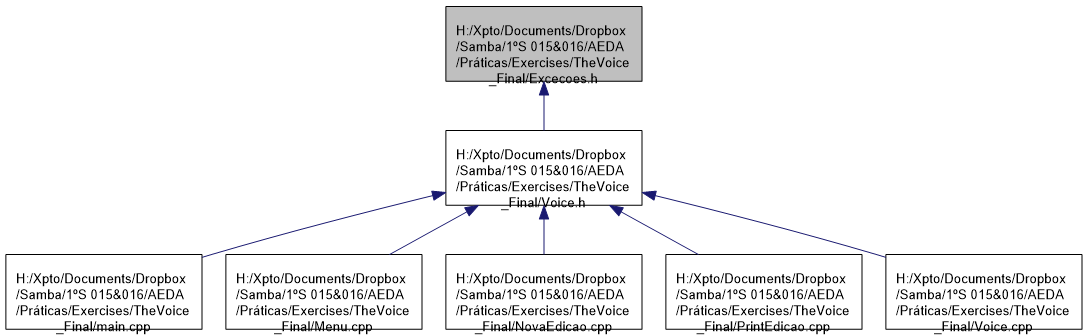 H:/Xpto/Documents/Dropbox
/Samba/1ºS 015&016/AEDA
/Práticas/Exercises/TheVoice
_Final/Excecoes.h
H:/Xpto/Documents/Dropbox
/Samba/1ºS 015&016/AEDA
/Práticas/Exercises/TheVoice
_Final/Voice.h
H:/Xpto/Documents/Dropbox
/Samba/1ºS 015&016/AEDA
/Práticas/Exercises/TheVoice
_Final/main.cpp
H:/Xpto/Documents/Dropbox
/Samba/1ºS 015&016/AEDA
/Práticas/Exercises/TheVoice
_Final/Menu.cpp
H:/Xpto/Documents/Dropbox
/Samba/1ºS 015&016/AEDA
/Práticas/Exercises/TheVoice
_Final/NovaEdicao.cpp
H:/Xpto/Documents/Dropbox
/Samba/1ºS 015&016/AEDA
/Práticas/Exercises/TheVoice
_Final/PrintEdicao.cpp
H:/Xpto/Documents/Dropbox
/Samba/1ºS 015&016/AEDA
/Práticas/Exercises/TheVoice
_Final/Voice.cpp